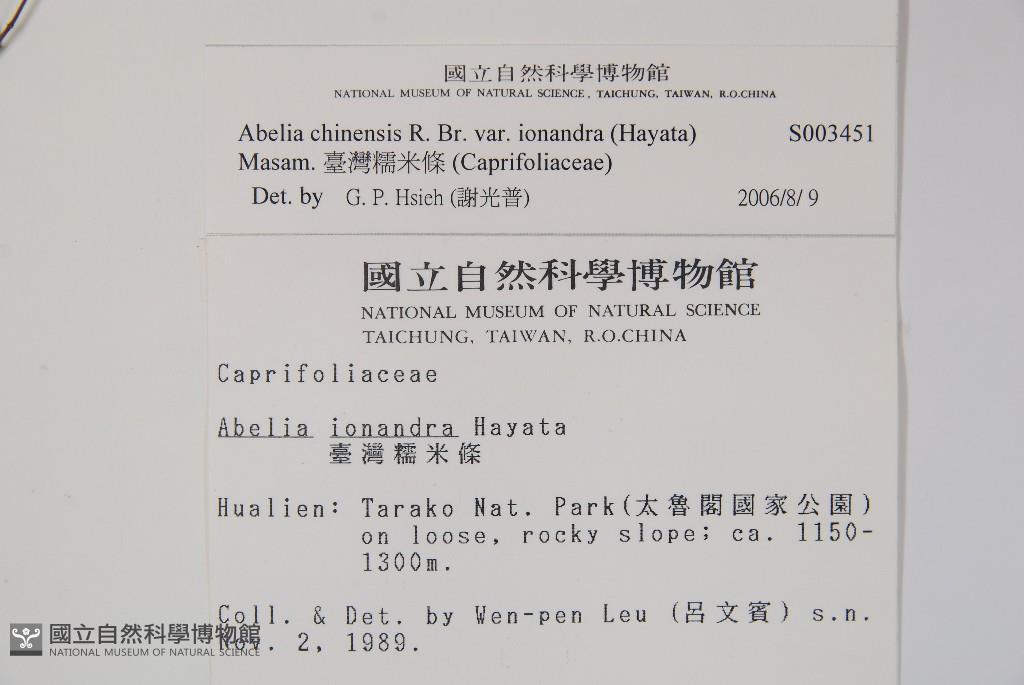 國立自然科學博物館
NATIONAL MUSEUM OF NATURAL SCIENCE, TAICHUNG, TAIWAN, R.O.CHINA
Abelia chinensis R. Br. var. ionandra (Hayata) S003451
Masam. 臺灣糯米條 (Caprifoliaceae)
Det. by G. P. Hsieh (謝光普) 2006/8/ 9
國立自然科學博物館
NATIONAL MUSEUM OF NATURAL SCIENCE
TAICHUNG, TAIWAN, R.O.CHINA
Caprifoliaceae
Abelia ionandra Hayata
臺灣糯米條
Hualien: Tarako Nat. Park(太魯閣國家公園)
on loose, rocky slope; ca. 1150-
1300m.
Coll. & Det. by Wen-pen Leu (呂文賓) s.n.
Nov. 2, 1989.
國立自然科學博物館
NATIONAL MUSEUM OF NATURAL SCIENCE